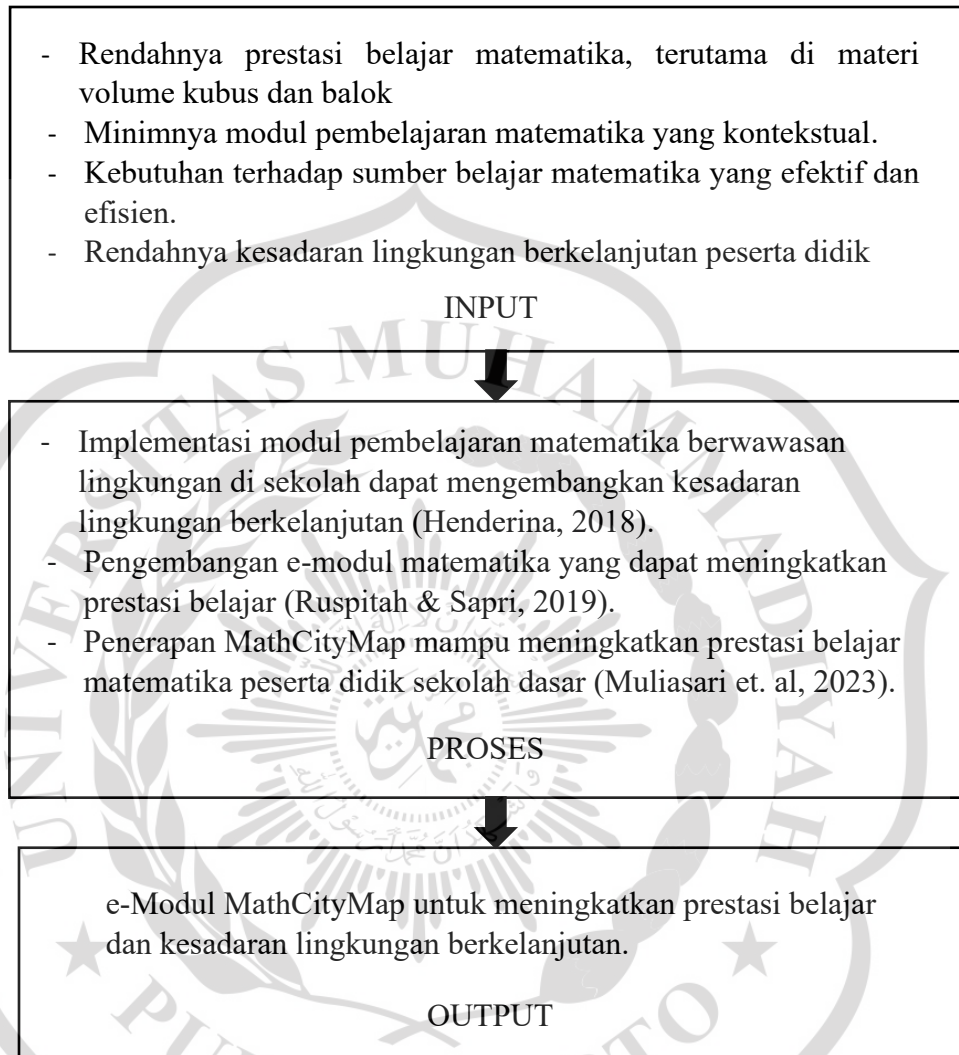 - Rendahnya prestasi belajar matematika, terutama di materi
volume kubus dan balok
- Minimnya modul pembelajaran matematika yang kontekstual.
- Kebutuhan terhadap sumber belajar matematika yang efektif dan
efisien.
- Rendahnya kesadaran lingkungan berkelanjutan peserta didik
INPUT
- Implementasi modul pembelajaran matematika berwawasan
lingkungan di sekolah dapat mengembangkan kesadaran
lingkungan berkelanjutan (Henderina, 2018).
- Pengembangan e-modul matematika yang dapat meningkatkan
prestasi belajar (Ruspitah & Sapri, 2019).
- Penerapan MathCityMap mampu meningkatkan prestasi belajar
matematika peserta didik sekolah dasar (Muliasari et. al, 2023).
PROSES
e-Modul MathCityMap untuk meningkatkan prestasi belajar
dan kesadaran lingkungan berkelanjutan.
OUTPUT
UNIVERSITAS MUHAMMADIYAH